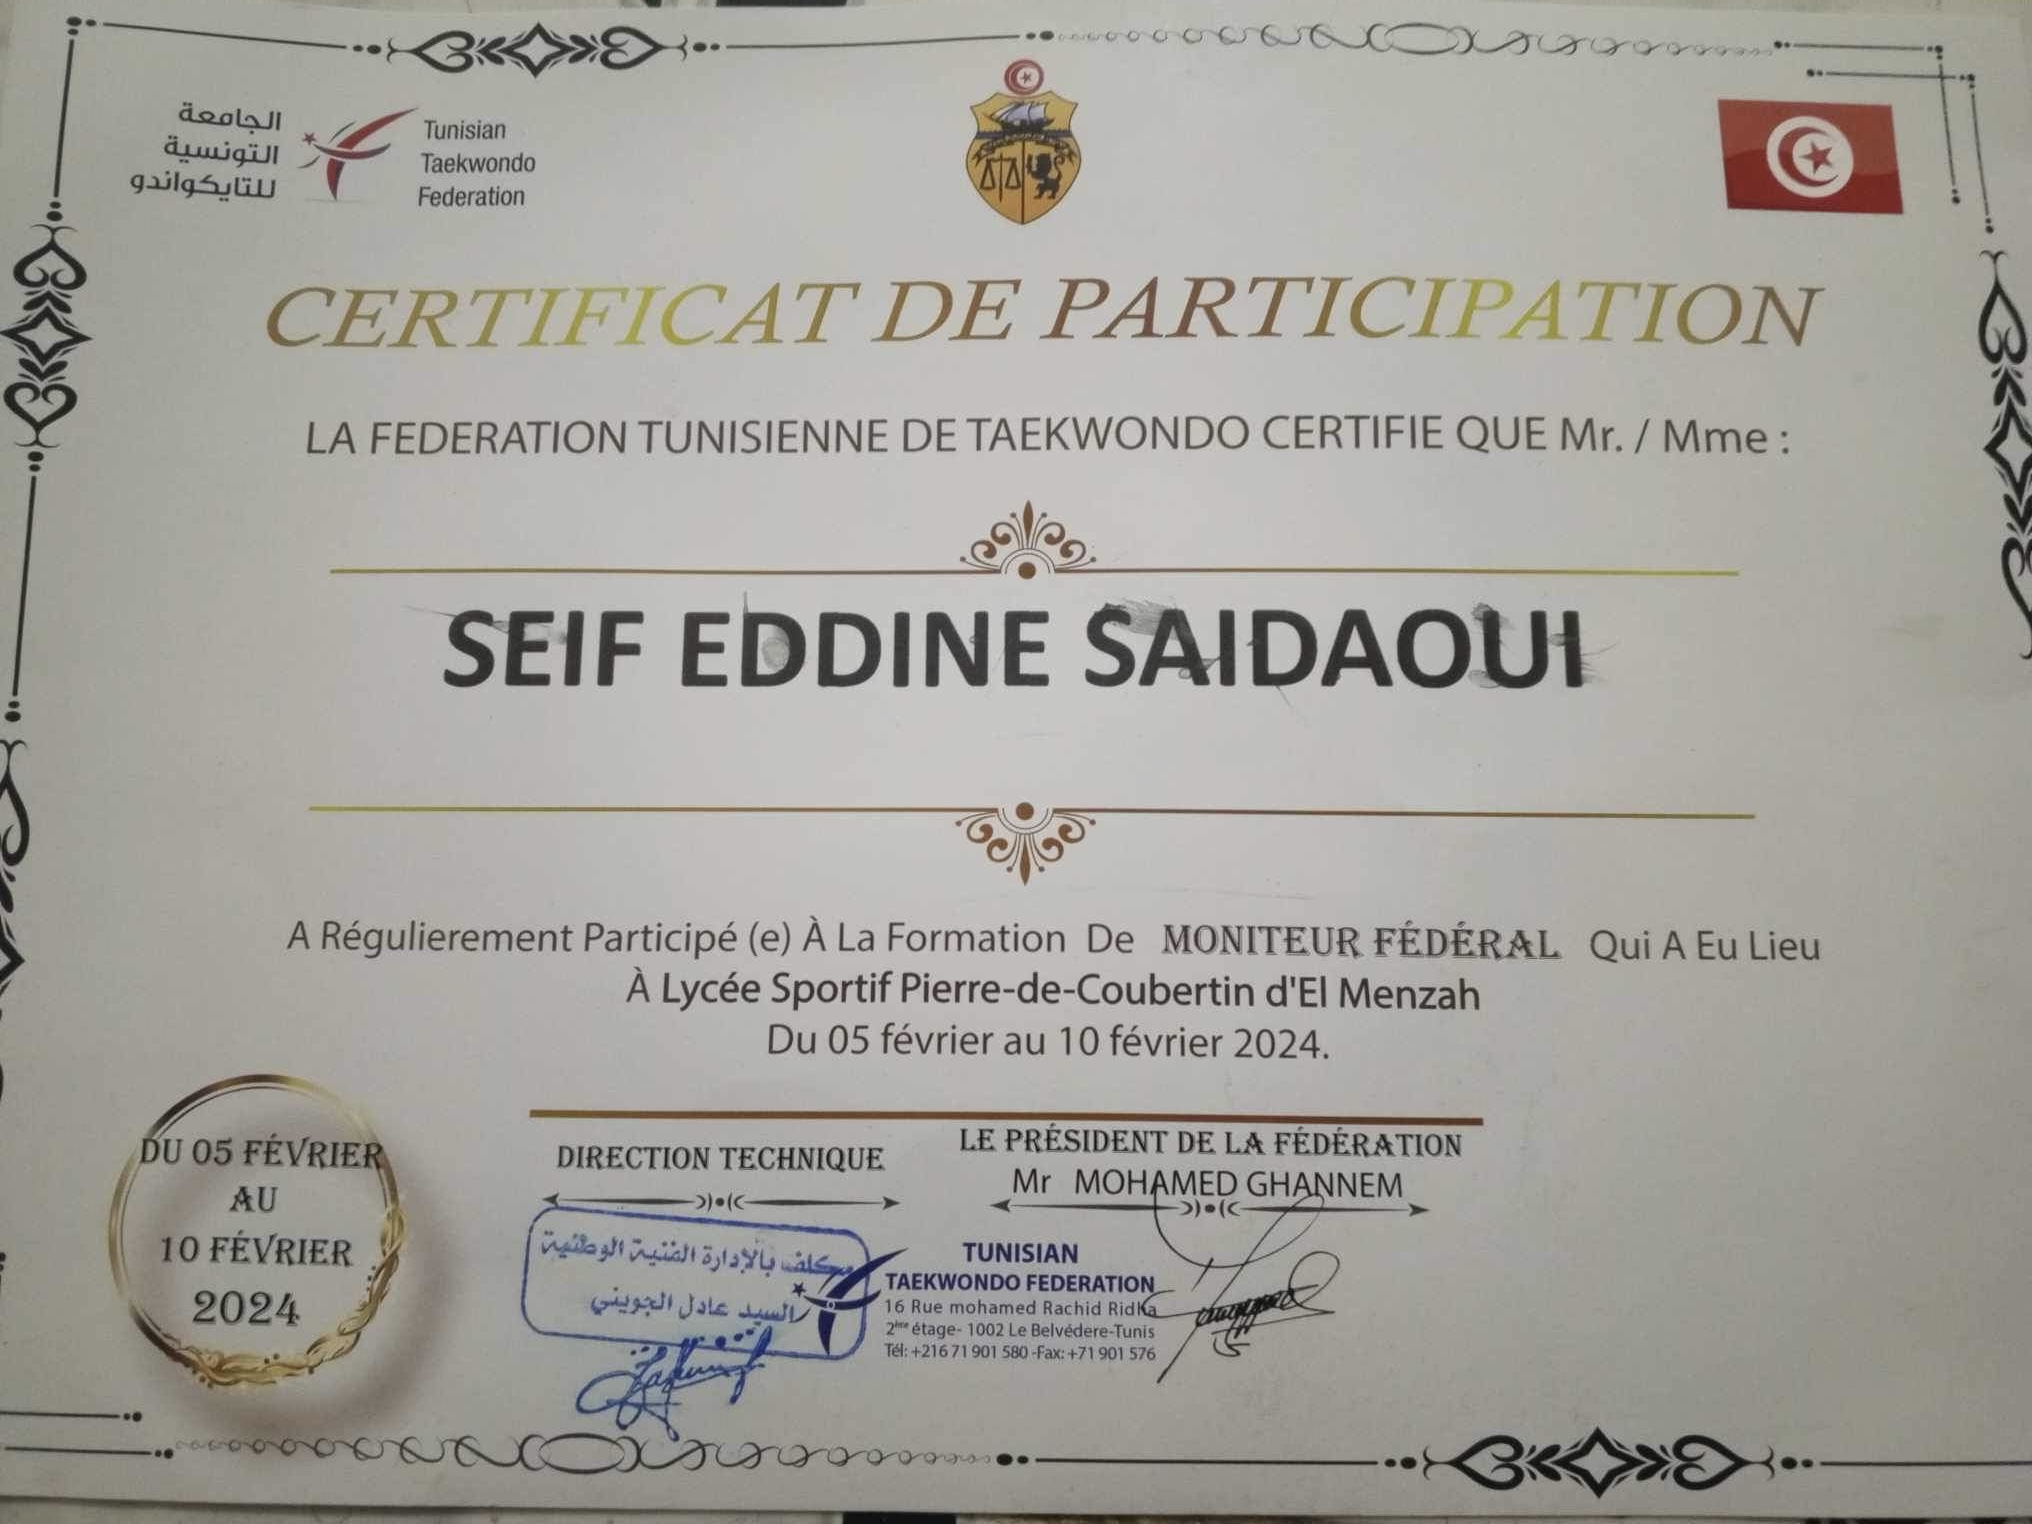 الجامعة
التونسية
للتايكواندو
Tunisian
Taekwondo
Federation
CERTIFICAT DE PARTICIPATION
LA FEDERATION TUNISIENNE DE TAEKWONDO CERTIFIE QUE Mr. / Mme :
SEIF EDDINE SAIDAOUI
A Régulierement Participé (e) À La Formation De MONITEUR FÉDÉRAL Qui A Eu Lieu
À Lycée Sportif Pierre-de-Coubertin d'El Menzah
Du 05 février au 10 février 2024.
DU 05 FÉVRIER
AU
10 FÉVRIER
2024
DIRECTION TECHNIQUE
مكلف بالإدارة الفنية الوطنية
السيد عادل الجويني
LE PRÉSIDENT DE LA FÉDÉRATION
Mr MOHAMED GHANNEM
TUNISIAN
TAEKWONDO FEDERATION
16 Rue mohamed Rachid Ridha
2ème étage- 1002 Le Belvédere-Tunis
Tél: +216 71 901 580 -Fax: +71 901 576